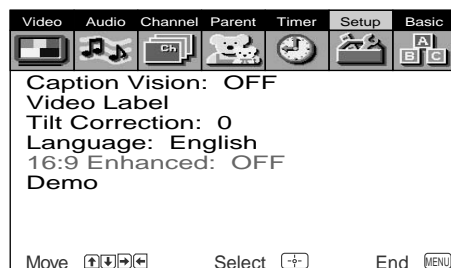 Video Audio Channel Parent Timer Setup Basic
Ch A B C
Caption Vision: OFF
Video Label
Tilt Correction: 0
Language: English
16:9 Enhanced: OFF
Demo
Move Select End MENU